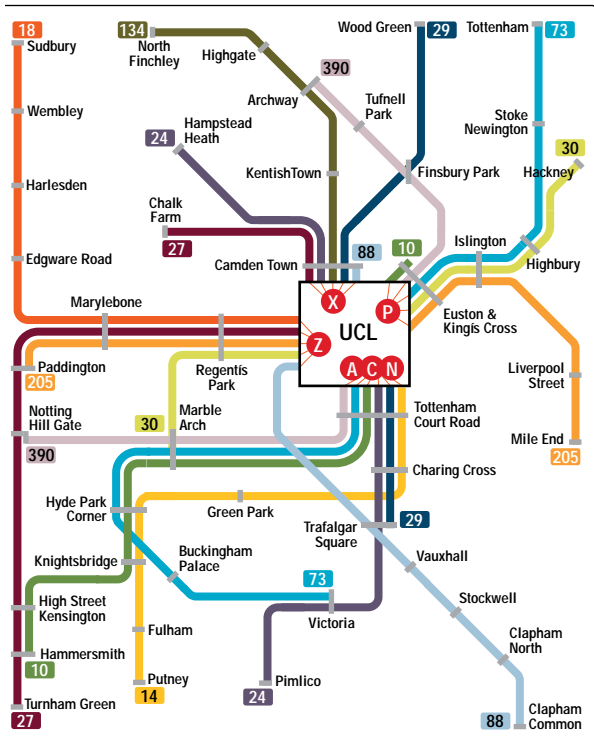 18
Sudbury
134
North
Finchley
Highgate
Wood Green
29
Tottenham
73
390
Wembley
Archway
Tufnell
Park
Stoke
Newington
24
Hampstead
Heath
30
Hackney
KentishTown
Finsbury Park
Harlesden
Chalk
Farm
27
Islington
Highbury
Edgware Road
Camden Town
88
10
Marylebone
X
P
Euston &
Kingís Cross
UCL
Z
Paddington
205
Regentís
Park
A
C
N
Liverpool
Street
Notting
Hill Gate
390
30
Marble
Arch
Tottenham
Court Road
Mile End
205
Charing Cross
Hyde Park
Corner
Green Park
Trafalgar
Square
29
Knightsbridge
Buckingham
Palace
73
Vauxhall
High Street
Kensington
Victoria
Stockwell
Fulham
Clapham
North
Hammersmith
10
Putney
14
Pimlico
24
Turnham Green
27
88
Clapham
Common